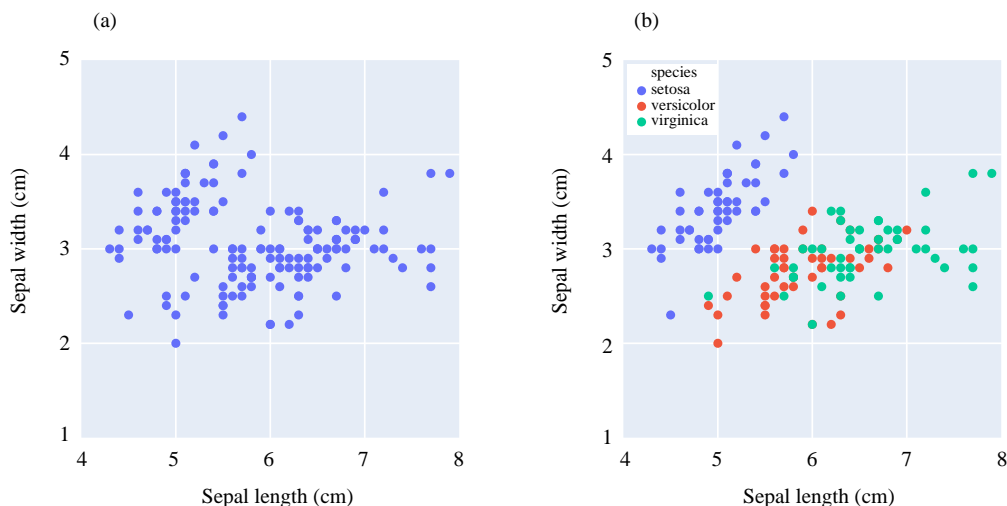 (a)
5
4
3
2
1
4
5
6
7
8
Sepal width (cm)
Sepal length (cm)
(b)
5
4
3
2
1
4
5
6
7
8
Sepal width (cm)
Sepal length (cm)
species
setosa
versicolor
virginica